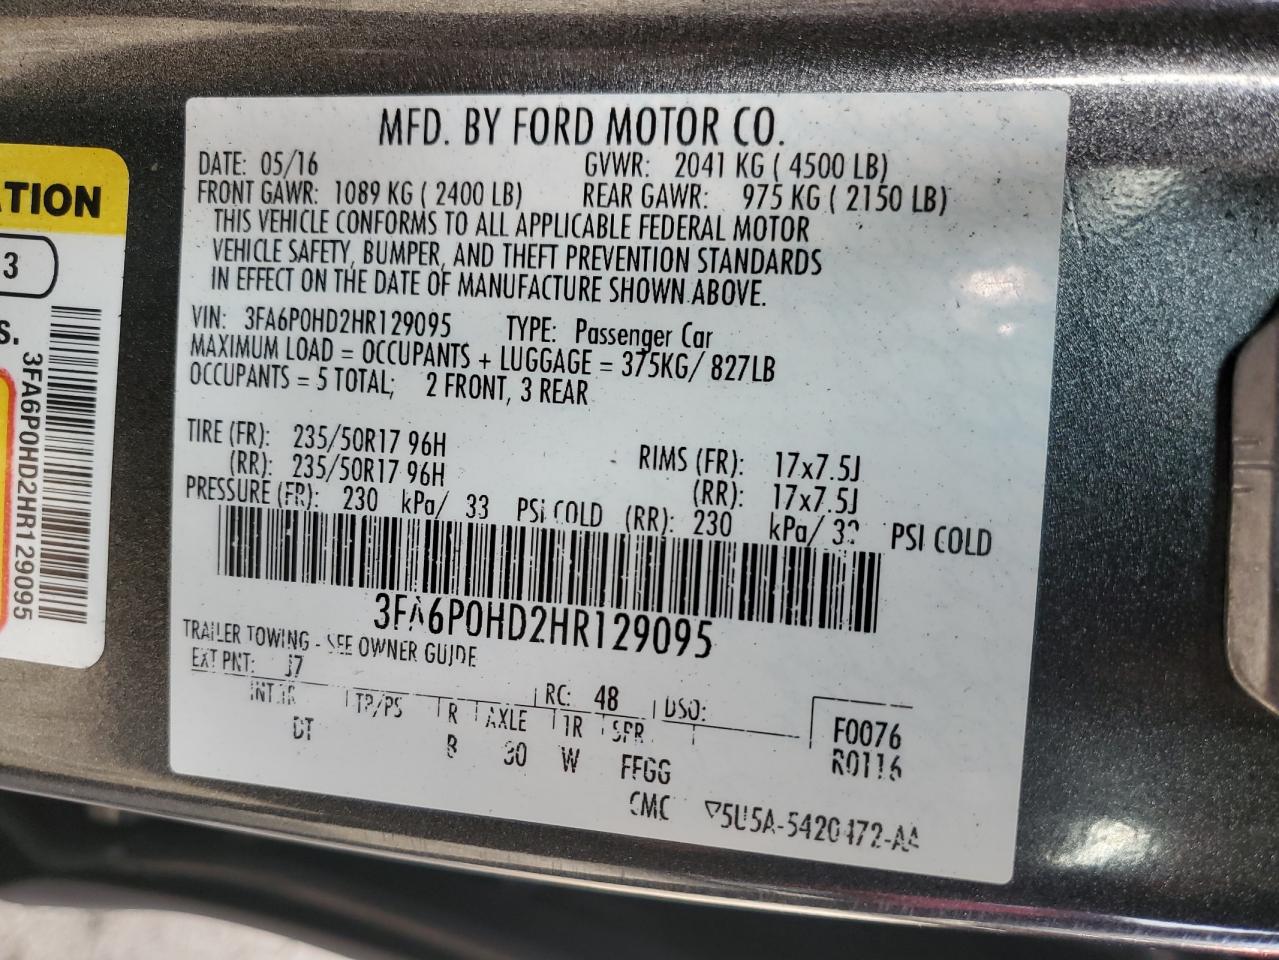 MFD. BY FORD MOTOR CO.
DATE: 05/16 GVWR: 2041 KG ( 4500 LB)
FRONT GAWR: 1089 KG ( 2400 LB) REAR GAWR: 975 KG ( 2150 LB)
THIS VEHICLE CONFORMS TO ALL APPLICABLE FEDERAL MOTOR
VEHICLE SAFETY, BUMPER, AND THEFT PREVENTION STANDARDS
IN EFFECT ON THE DATE OF MANUFACTURE SHOWN ABOVE.
VIN: 3FA6P0HD2HR129095 TYPE: Passenger Car
MAXIMUM LOAD = OCCUPANTS + LUGGAGE = 375KG/ 827LB
OCCUPANTS = 5 TOTAL; 2 FRONT, 3 REAR
TIRE (FR): 235/50R17 96H RIMS (FR): 17x7.5J
(RR): 235/50R17 96H (RR): 17x7.5J
PRESSURE (FR): 230 kPa/ 33 PSI COLD (RR): 230 kPa/ PSI COLD
3FA6P0HD2HR129095
TRAILER TOWING - SEE OWNER GUIDE
EXT PNT: J7 RC: 48 DSO:
TP/PS R AXLE TR SPR F0076
B W FFGG R0116
CMC
ATION
3
S.
3FA6P0HD2HR129095